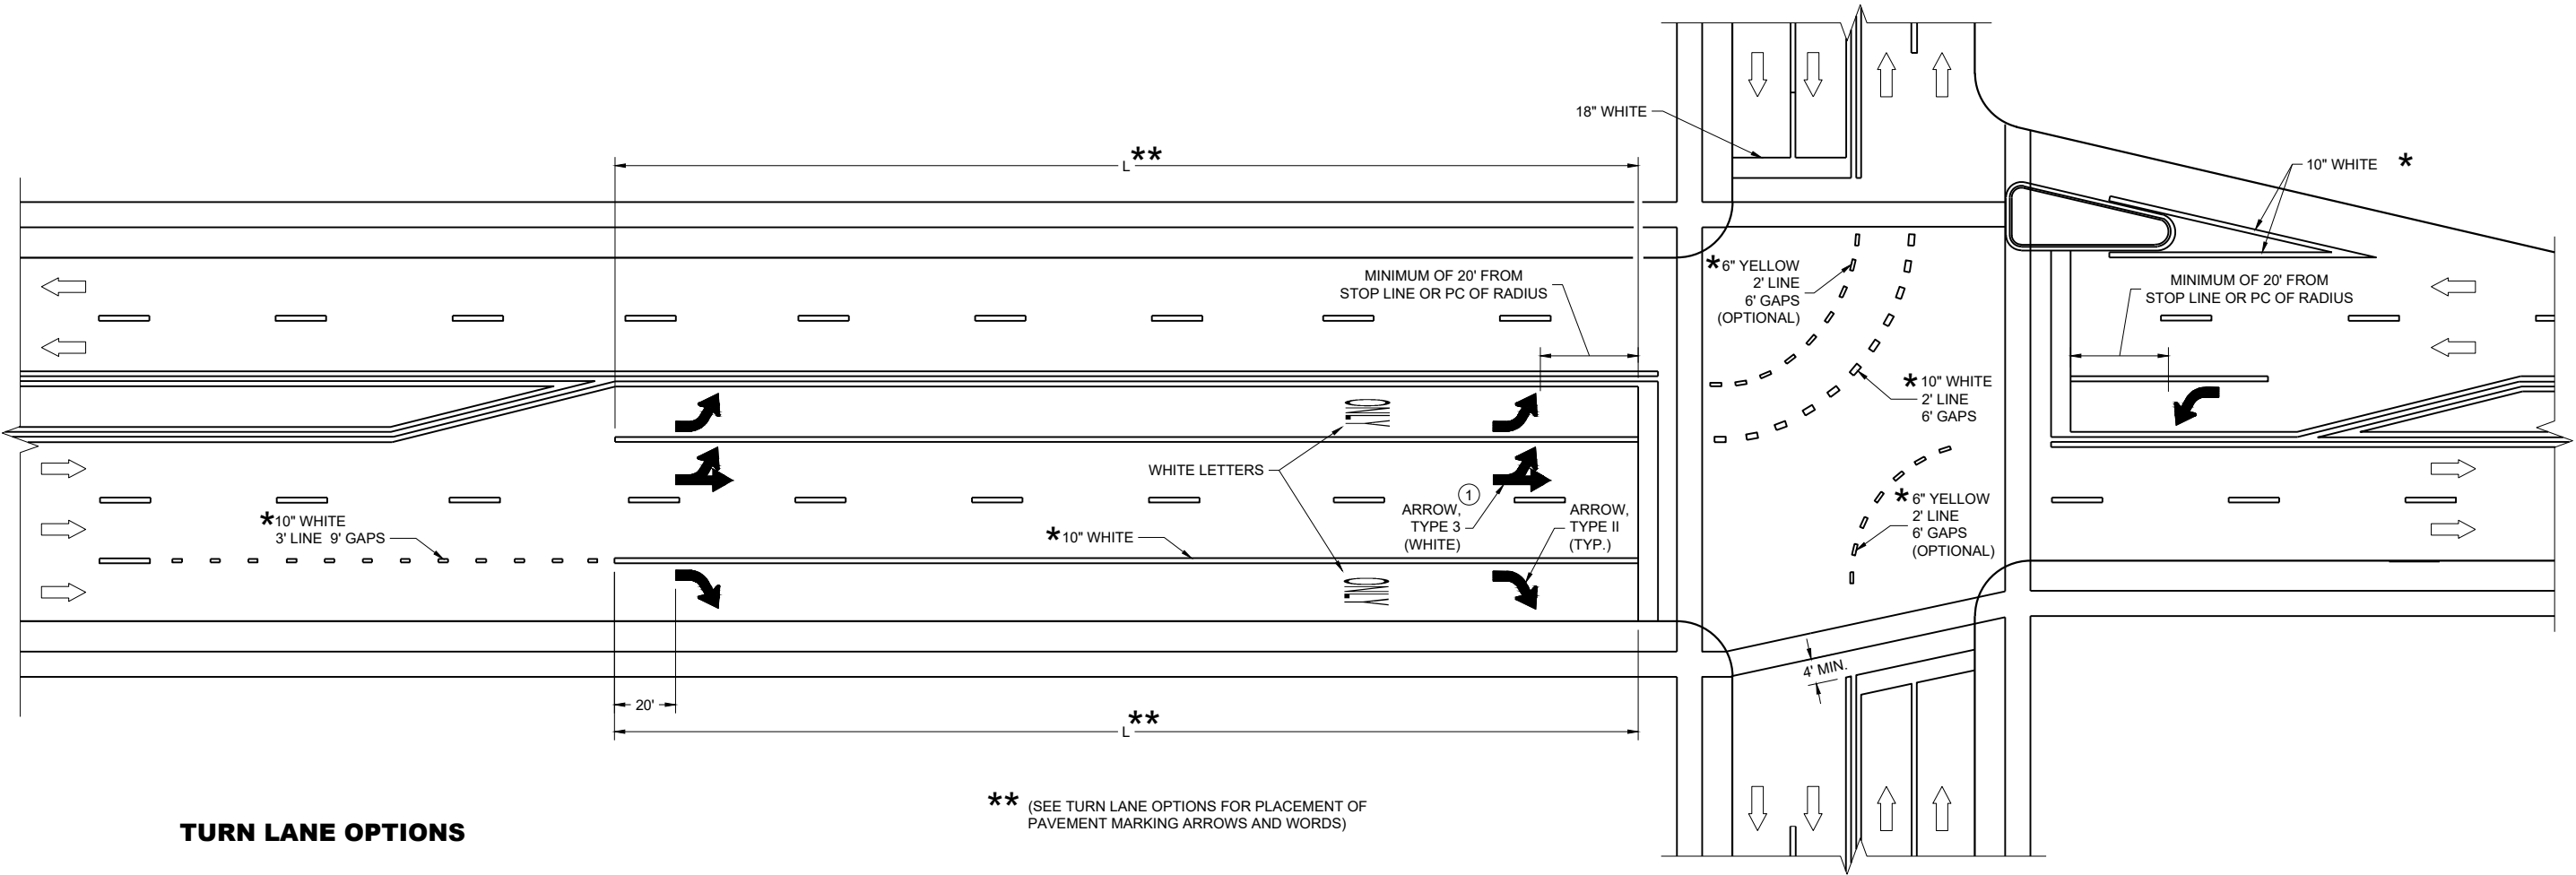 18" WHITE
L**
10" WHITE *
MINIMUM OF 20' FROM
STOP LINE OR PC OF RADIUS
*6" YELLOW
2' LINE
6' GAPS
(OPTIONAL)
MINIMUM OF 20' FROM
STOP LINE OR PC OF RADIUS
*10" WHITE
2' LINE
6' GAPS
ONLY
WHITE LETTERS
*10" WHITE
3' LINE 9' GAPS
*10" WHITE
1
ARROW,
TYPE 3
(WHITE)
ARROW,
TYPE II
(TYP.)
*6" YELLOW
2' LINE
6' GAPS
(OPTIONAL)
ONLY
4' MIN.
20'
L**
** (SEE TURN LANE OPTIONS FOR PLACEMENT OF
PAVEMENT MARKING ARROWS AND WORDS)
TURN LANE OPTIONS